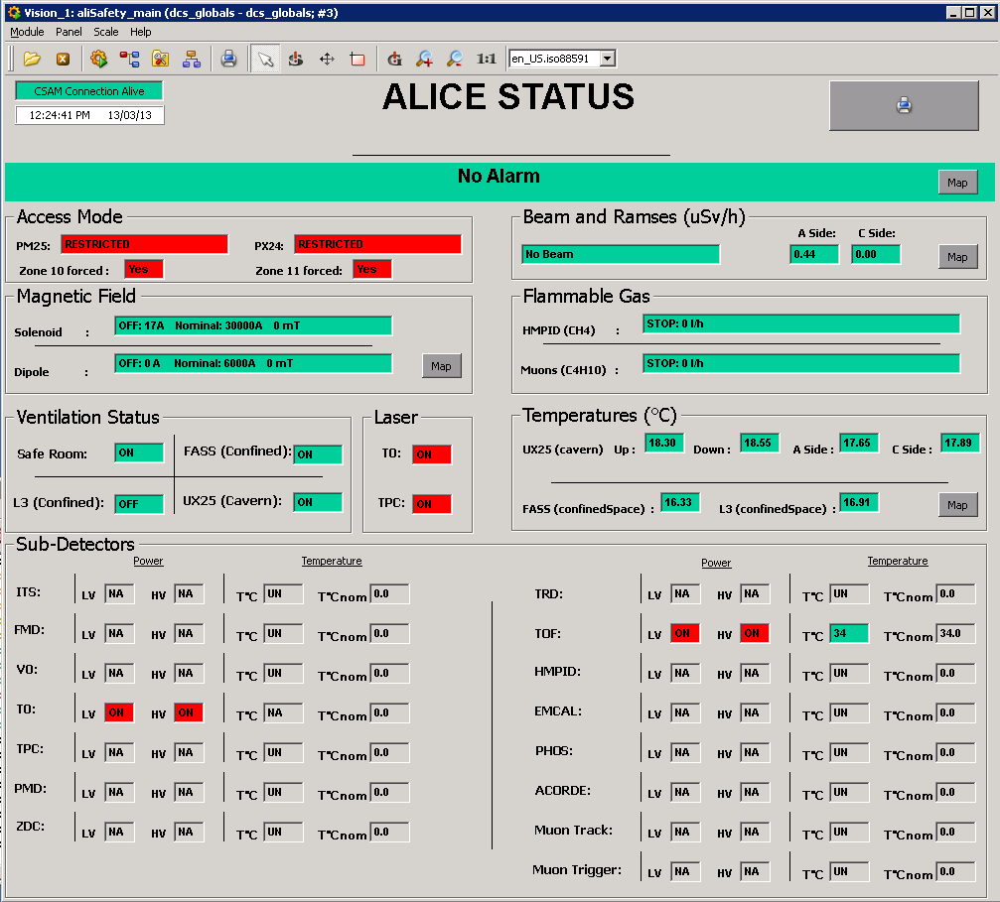 Vision_1: aliSafety_main (dcs_globals - dcs_globals; #3)
Module Panel Scale Help
1:1 en_US.iso88591
CSAM Connection Alive
12:24:41 PM 13/03/13
ALICE STATUS
No Alarm Map
Access Mode
PM25: RESTRICTED PX24: RESTRICTED
Zone 10 forced : Yes Zone 11 forced: Yes
Beam and Ramses (uSv/h)
A Side: C Side:
No Beam 0.44 0.00 Map
Magnetic Field
Solenoid : OFF: 17A Nominal: 30000A 0 mT
Dipole : OFF: 0 A Nominal: 6000A 0 mT Map
Flammable Gas
HMPID (CH4) : STOP: 0 l/h
Muons (C4H10) : STOP: 0 l/h
Ventilation Status
Safe Room: ON FASS (Confined): ON
L3 (Confined): OFF UX25 (Cavern): ON
Laser
TO: ON
TPC: ON
Temperatures (°C)
UX25 (cavern) Up : 18.30 Down : 18.55 A Side : 17.65 C Side : 17.89
FASS (confinedSpace) : 16.33 L3 (confinedSpace) : 16.91 Map
Sub-Detectors
Power Temperature
ITS: LV NA HV NA T°C UN T°Cnom 0.0
FMD: LV NA HV NA T°C UN T°Cnom 0.0
VO: LV NA HV NA T°C UN T°Cnom 0.0
TO: LV ON HV ON T°C NA T°Cnom 0.0
TPC: LV NA HV NA T°C UN T°Cnom 0.0
PMD: LV NA HV NA T°C UN T°Cnom 0.0
ZDC: LV NA HV NA T°C UN T°Cnom 0.0
Power Temperature
TRD: LV NA HV NA T°C UN T°Cnom 0.0
TOF: LV ON HV ON T°C 34 T°Cnom 34.0
HMPID: LV NA HV NA T°C UN T°Cnom 0.0
EMCAL: LV NA HV NA T°C UN T°Cnom 0.0
PHOS: LV NA HV NA T°C UN T°Cnom 0.0
ACORDE: LV NA HV NA T°C UN T°Cnom 0.0
Muon Track: LV NA HV NA T°C UN T°Cnom 0.0
Muon Trigger: LV NA HV NA T°C UN T°Cnom 0.0